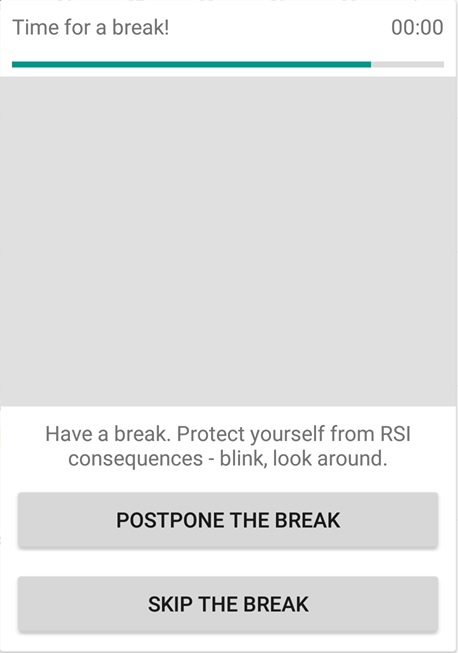 Time for a break! 00:00
Have a break. Protect yourself from RSI
consequences - blink, look around.
POSTPONE THE BREAK
SKIP THE BREAK